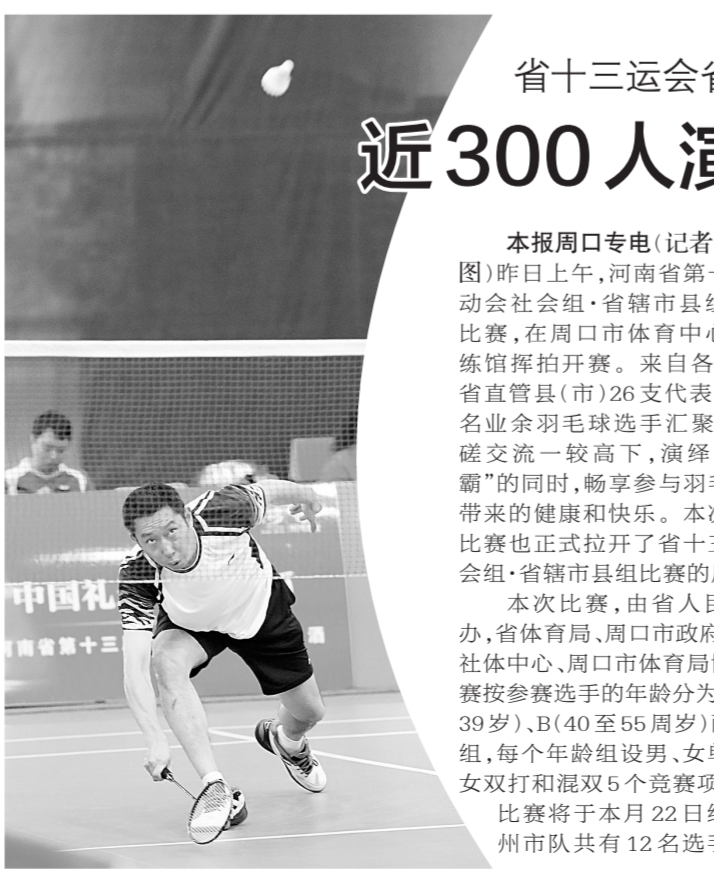 省十三运会
近300人
本报周口专电(记者
图)昨日上午,河南省第
动会社会组·省辖市县
比赛,在周口市体育中
练馆挥拍开赛。来自各
省直管县(市)26支代表
名业余羽毛球选手汇聚
磋交流一较高下,演绎
霸”的同时,畅享参与羽
带来的健康和快乐。本
比赛也正式拉开了省十
会组·省辖市县组比赛的
本次比赛,由省人
办,省体育局、周口市政
社体中心、周口市体育局
赛按参赛选手的年龄分为
39岁)、B(40至55周岁)
组,每个年龄组设男、女
女双打和混双5个竞赛
比赛将于本月22日
州市队共有12名选
中国礼
河南省第十三
酒